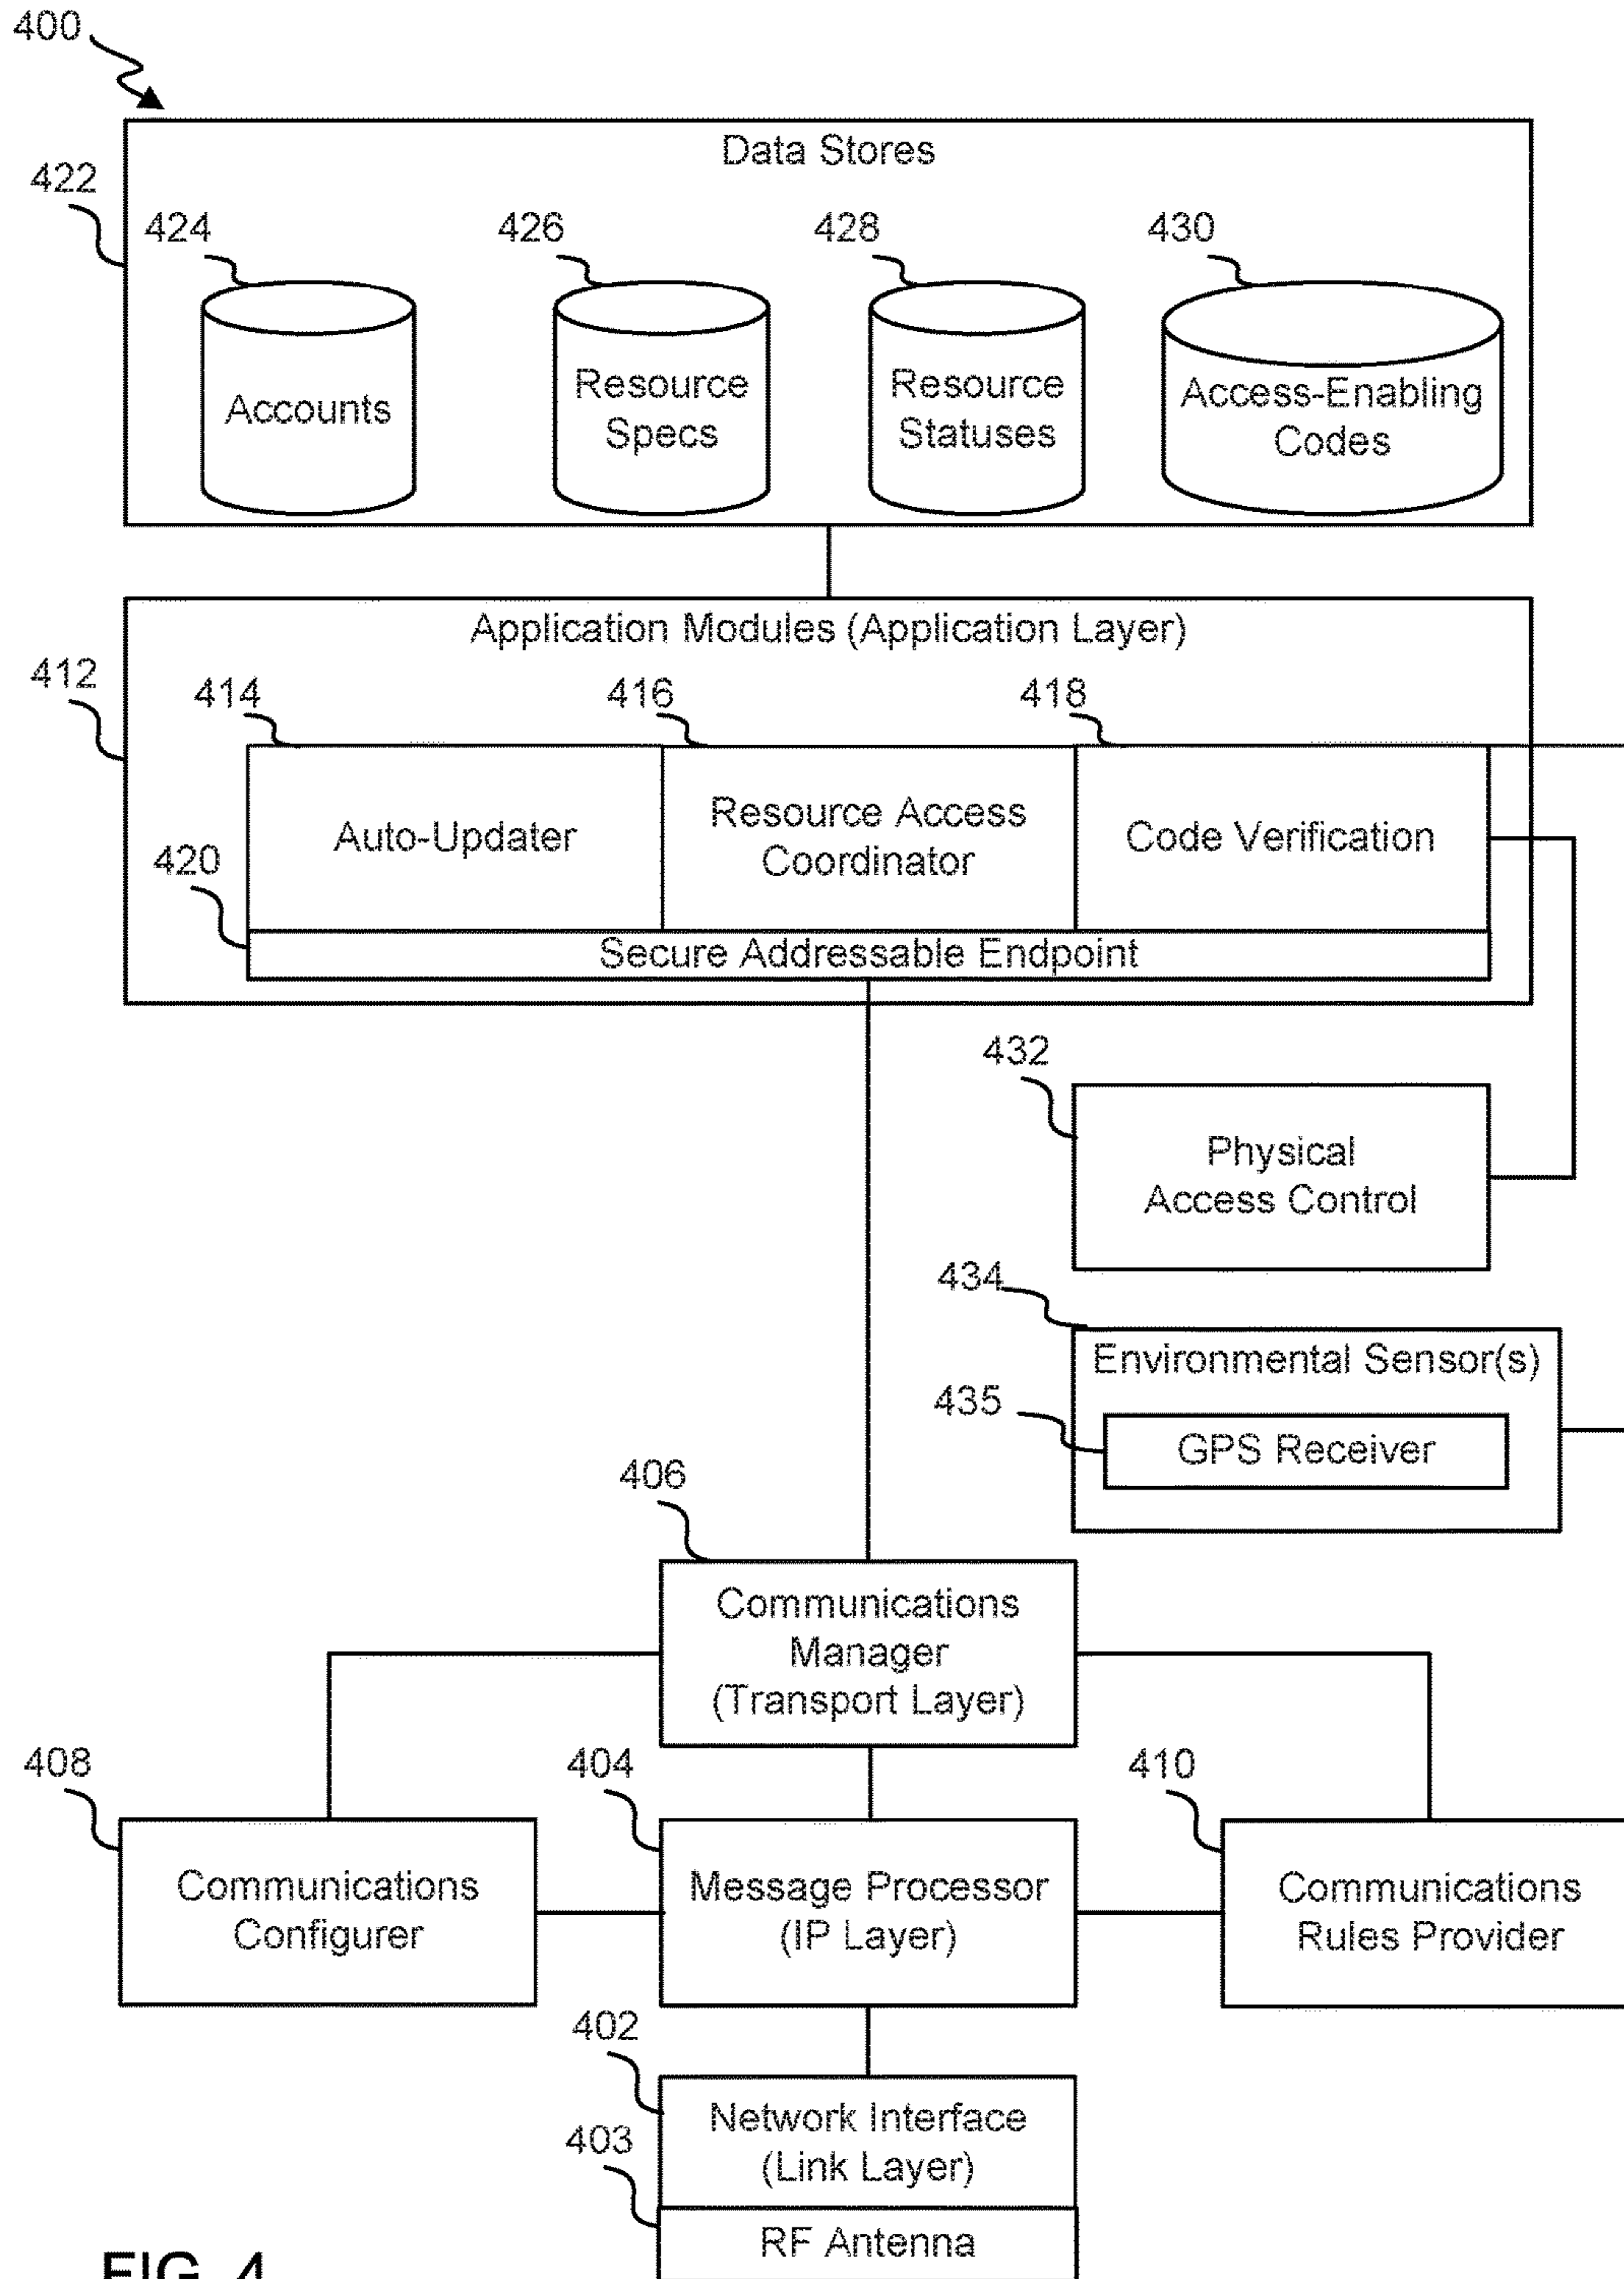 400
Data Stores
422
424
426
428
430
Accounts
Resource
Specs
Resource
Statuses
Access-Enabling
Codes
Application Modules (Application Layer)
412
414
416
418
Auto-Updater
Resource Access
Coordinator
Code Verification
420
Secure Addressable Endpoint
432
Physical
Access Control
434
Environmental Sensor(s)
435
GPS Receiver
406
Communications
Manager
(Transport Layer)
408
404
410
Communications
Configurer
Message Processor
(IP Layer)
Communications
Rules Provider
402
Network Interface
(Link Layer)
403
RF Antenna
FIG. 4